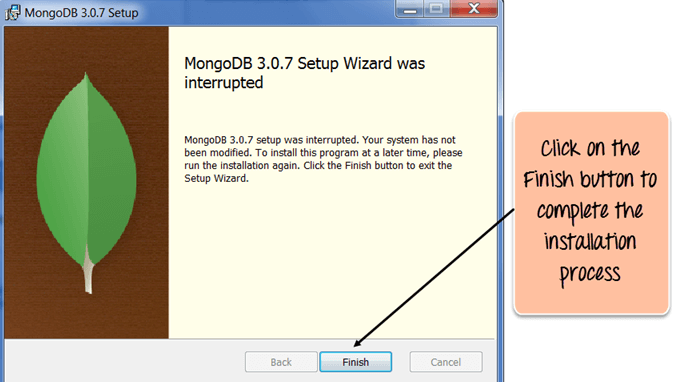 MongoDB 3.0.7 Setup
MongoDB 3.0.7 Setup Wizard was
interrupted
MongoDB 3.0.7 setup was interrupted. Your system has not
been modified. To install this program at a later time, please
run the installation again. Click the Finish button to exit the
Setup Wizard.
Click on the
Finish button to
complete the
installation
process
Back
Finish
Cancel